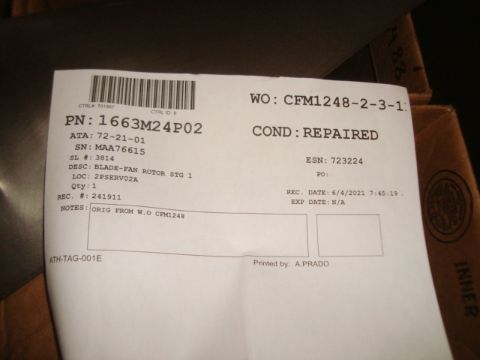 CTRL#: 701987
CTRL ID: 8
WO: CFM1248-2-3-1
PN: 1663M24P02
COND: REPAIRED
ATA: 72-21-01
SN: MAA76615
SL #: 3814
ESN: 723224
DESC: BLADE-FAN ROTOR STG 1
PO:
LOC: 2PSERV02A
Qty: 1
REC. DATE: 6/4/2021 7:45:19
REC. #: 241911
EXP DATE: N/A
NOTES: ORIG FROM W.O CFM1248
ATH-TAG-001E
Printed by: A.PRADO
INNER